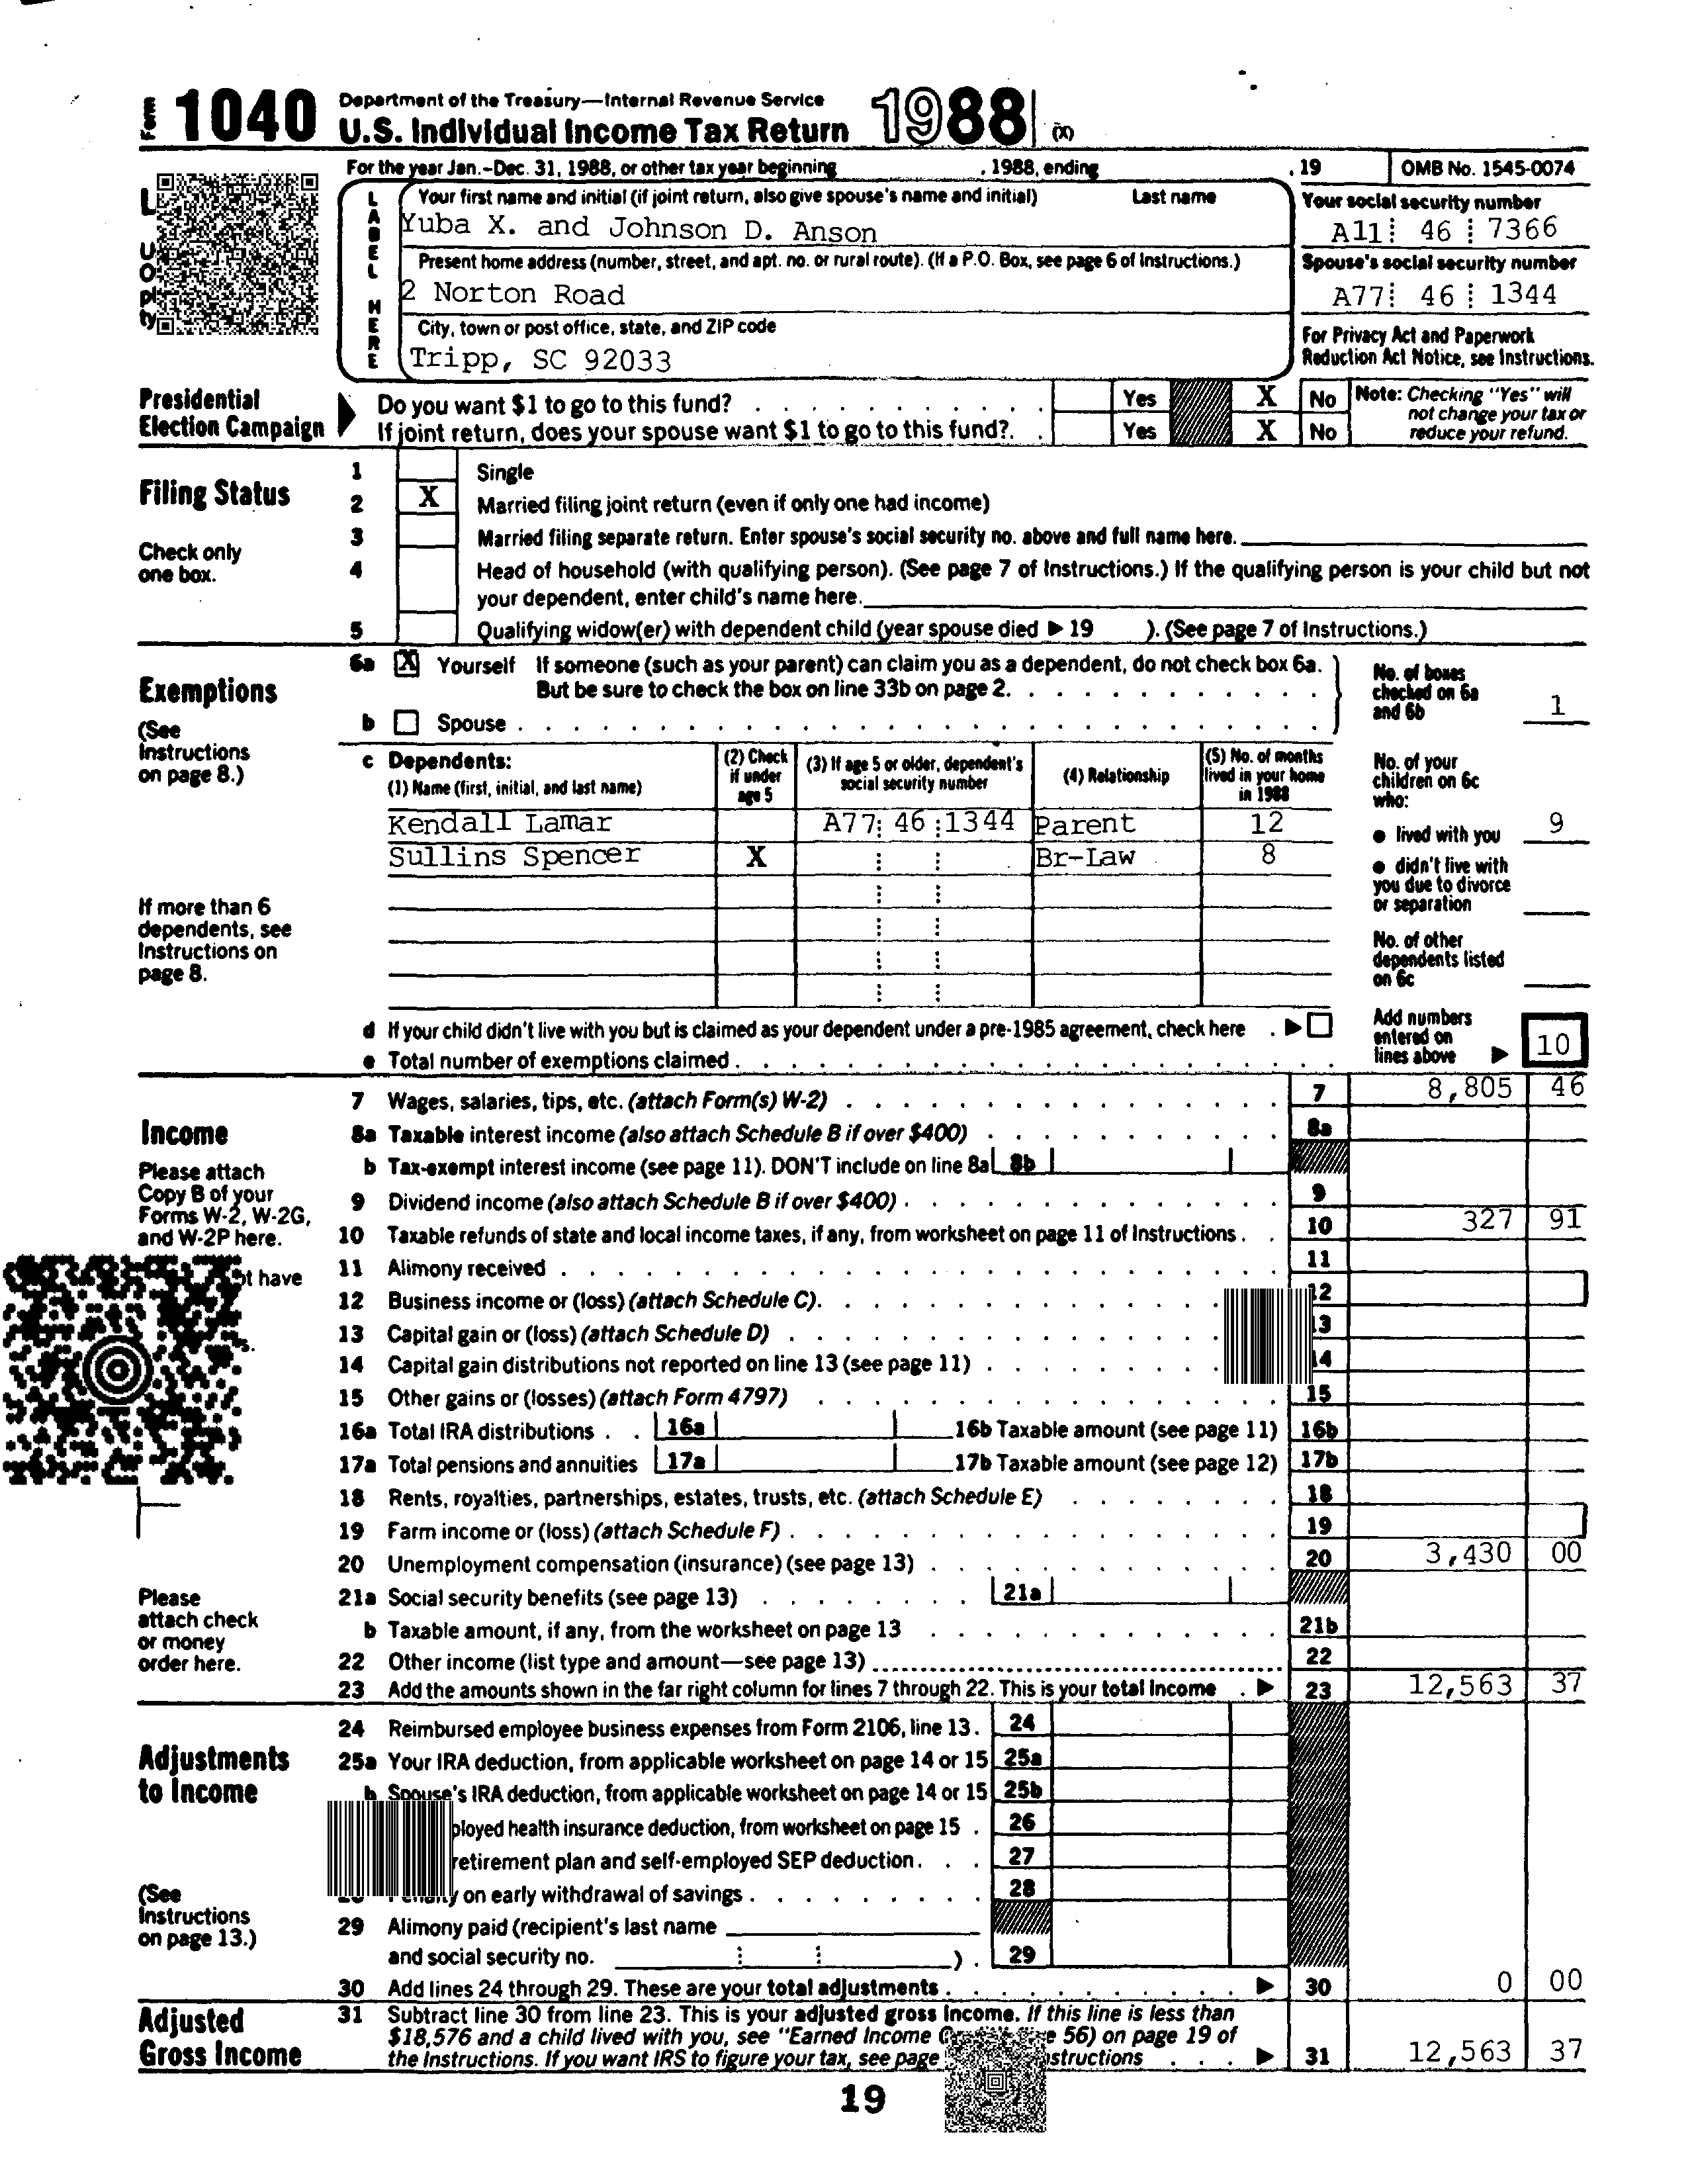 Form 1040 Department of the Treasury—Internal Revenue Service
U.S. Individual Income Tax Return 1988 (X)
For the year Jan.-Dec. 31, 1988, or other tax year beginning , 1988, ending , 19 OMB No. 1545-0074
LABEL HERE
Your first name and initial (if joint return, also give spouse's name and initial) Last name
Yuba X. and Johnson D. Anson
Your social security number
A11 46 7366
Present home address (number, street, and apt. no. or rural route). (If a P.O. Box, see page 6 of Instructions.)
2 Norton Road
Spouse's social security number
A77 46 1344
City, town or post office, state, and ZIP code
Tripp, SC 92033
For Privacy Act and Paperwork
Reduction Act Notice, see Instructions.
Presidential
Election Campaign
Do you want $1 to go to this fund? Yes X No
If joint return, does your spouse want $1 to go to this fund? Yes X No
Note: Checking "Yes" will
not change your tax or
reduce your refund.
Filing Status
Check only
one box.
1 Single
2 X Married filing joint return (even if only one had income)
3 Married filing separate return. Enter spouse's social security no. above and full name here.
4 Head of household (with qualifying person). (See page 7 of Instructions.) If the qualifying person is your child but not
your dependent, enter child's name here.
5 Qualifying widow(er) with dependent child (year spouse died ▶ 19 ). (See page 7 of Instructions.)
Exemptions
(See
Instructions
on page 8.)
6a X Yourself If someone (such as your parent) can claim you as a dependent, do not check box 6a.
But be sure to check the box on line 33b on page 2.
b Spouse
No. of boxes
checked on 6a
and 6b 1
c Dependents:
(1) Name (first, initial, and last name)
(2) Check
if under
age 5
(3) If age 5 or older, dependent's
social security number
(4) Relationship
(5) No. of months
lived in your home
in 1988
Kendall Lamar A77 46 1344 Parent 12
Sullins Spencer X Br-Law 8
No. of your
children on 6c
who:
● lived with you 9
● didn't live with
you due to divorce
or separation
No. of other
dependents listed
on 6c
If more than 6
dependents, see
Instructions on
page 8.
d If your child didn't live with you but is claimed as your dependent under a pre-1985 agreement, check here ▶
e Total number of exemptions claimed
Add numbers
entered on
lines above ▶ 10
Income
Please attach
Copy B of your
Forms W-2, W-2G,
and W-2P here.
have
7 Wages, salaries, tips, etc. (attach Form(s) W-2) 7 8,805 46
8a Taxable interest income (also attach Schedule B if over $400) 8a
b Tax-exempt interest income (see page 11). DON'T include on line 8a 8b
9 Dividend income (also attach Schedule B if over $400) 9
10 Taxable refunds of state and local income taxes, if any, from worksheet on page 11 of Instructions 10 327 91
11 Alimony received 11
12 Business income or (loss) (attach Schedule C) 12
13 Capital gain or (loss) (attach Schedule D) 13
14 Capital gain distributions not reported on line 13 (see page 11) 14
15 Other gains or (losses) (attach Form 4797) 15
16a Total IRA distributions 16a 16b Taxable amount (see page 11) 16b
17a Total pensions and annuities 17a 17b Taxable amount (see page 12) 17b
18 Rents, royalties, partnerships, estates, trusts, etc. (attach Schedule E) 18
19 Farm income or (loss) (attach Schedule F) 19
20 Unemployment compensation (insurance) (see page 13) 20 3,430 00
21a Social security benefits (see page 13) 21a
b Taxable amount, if any, from the worksheet on page 13 21b
22 Other income (list type and amount—see page 13) 22
23 Add the amounts shown in the far right column for lines 7 through 22. This is your total income ▶ 23 12,563 37
Please
attach check
or money
order here.
Adjustments
to Income
(See
Instructions
on page 13.)
24 Reimbursed employee business expenses from Form 2106, line 13 24
25a Your IRA deduction, from applicable worksheet on page 14 or 15 25a
b Spouse's IRA deduction, from applicable worksheet on page 14 or 15 25b
ployed health insurance deduction, from worksheet on page 15 26
retirement plan and self-employed SEP deduction 27
on early withdrawal of savings 28
29 Alimony paid (recipient's last name
and social security no. ) 29
30 Add lines 24 through 29. These are your total adjustments ▶ 30 0 00
Adjusted
Gross Income
31 Subtract line 30 from line 23. This is your adjusted gross income. If this line is less than
$18,576 and a child lived with you, see "Earned Income 56) on page 19 of
the Instructions. If you want IRS to figure your tax, see page structions ▶ 31 12,563 37
19